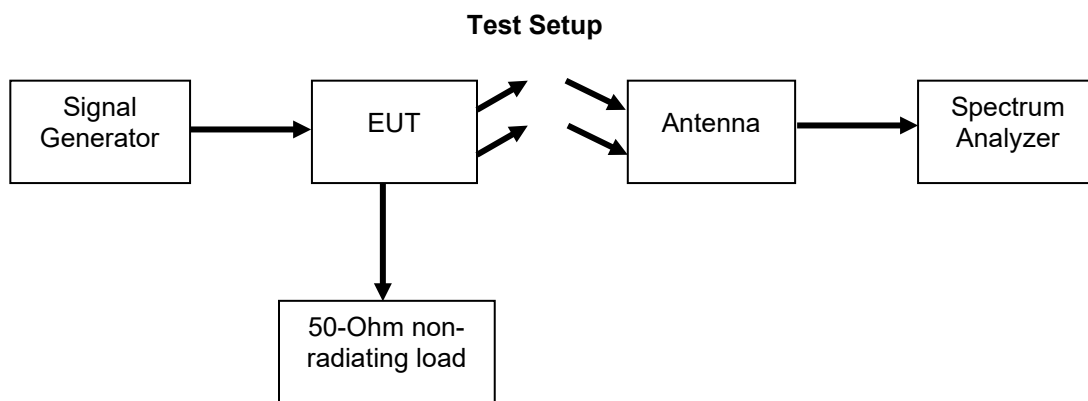 Test Setup
Signal
Generator
EUT
Antenna
Spectrum
Analyzer
50-Ohm non-
radiating load